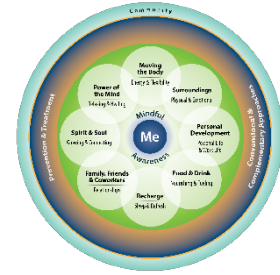 Community
Prevention & Treatment
Conventional &
Complementary Approaches
Moving
the Body
Energy & Flexibility
Surroundings
Physical & Emotional
Personal
Development
Personal Life
& Work Life
Food & Drink
Nourishing & Fueling
Recharge
Sleep & Refresh
Family, Friends
& Coworkers
Relationships
Spirit & Soul
Growing & Connecting
Power of
the Mind
Relaxing & Healing
Mindful
Me
Awareness